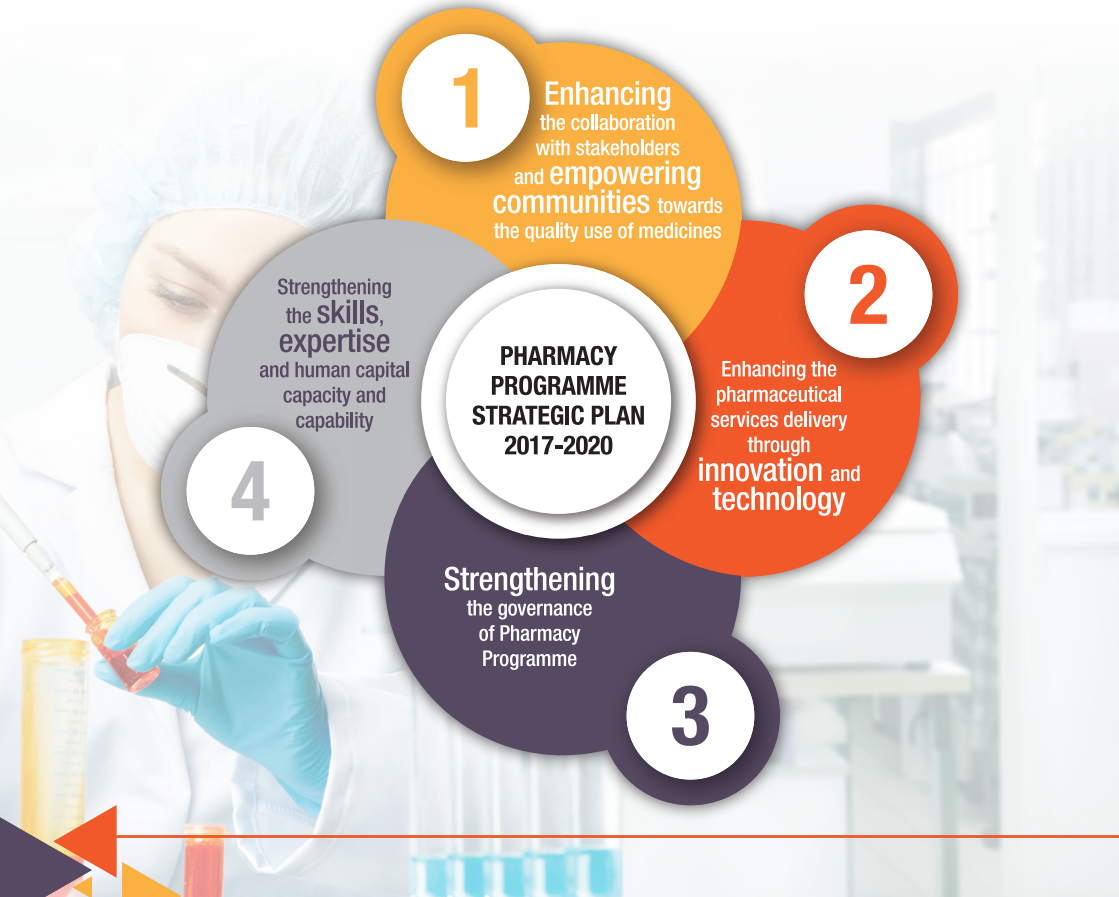 PHARMACY
PROGRAMME
STRATEGIC PLAN
2017-2020
1
Enhancing
the collaboration
with stakeholders
and empowering
communities towards
the quality use of medicines
2
Enhancing the
pharmaceutical
services delivery
through
innovation and
technology
3
Strengthening
the governance
of Pharmacy
Programme
4
Strengthening
the skills,
expertise
and human capital
capacity and
capability